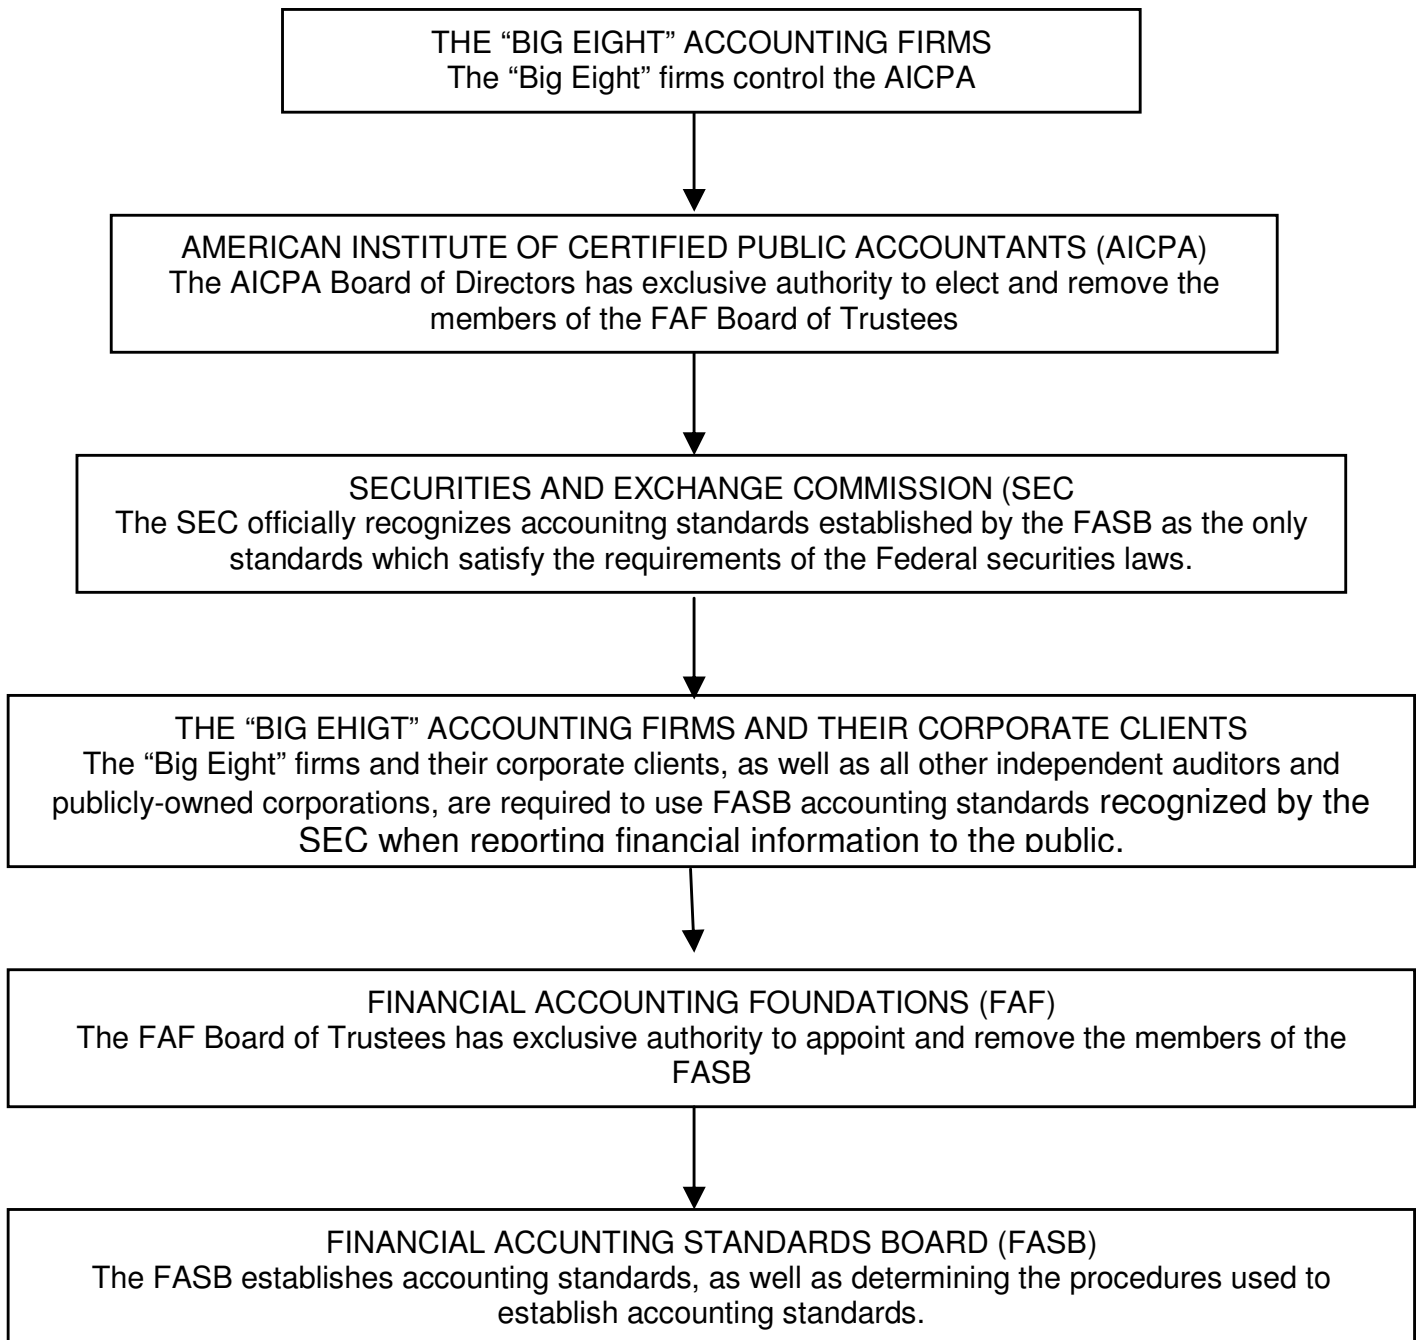 THE “BIG EIGHT” ACCOUNTING FIRMS
The “Big Eight” firms control the AICPA
AMERICAN INSTITUTE OF CERTIFIED PUBLIC ACCOUNTANTS (AICPA)
The AICPA Board of Directors has exclusive authority to elect and remove the
members of the FAF Board of Trustees
SECURITIES AND EXCHANGE COMMISSION (SEC
The SEC officially recognizes accounitng standards established by the FASB as the only
standards which satisfy the requirements of the Federal securities laws.
THE “BIG EHIGT” ACCOUNTING FIRMS AND THEIR CORPORATE CLIENTS
The “Big Eight” firms and their corporate clients, as well as all other independent auditors and
publicly-owned corporations, are required to use FASB accounting standards recognized by the
SEC when reporting financial information to the public.
FINANCIAL ACCOUNTING FOUNDATIONS (FAF)
The FAF Board of Trustees has exclusive authority to appoint and remove the members of the
FASB
FINANCIAL ACCUNTING STANDARDS BOARD (FASB)
The FASB establishes accounting standards, as well as determining the procedures used to
establish accounting standards.